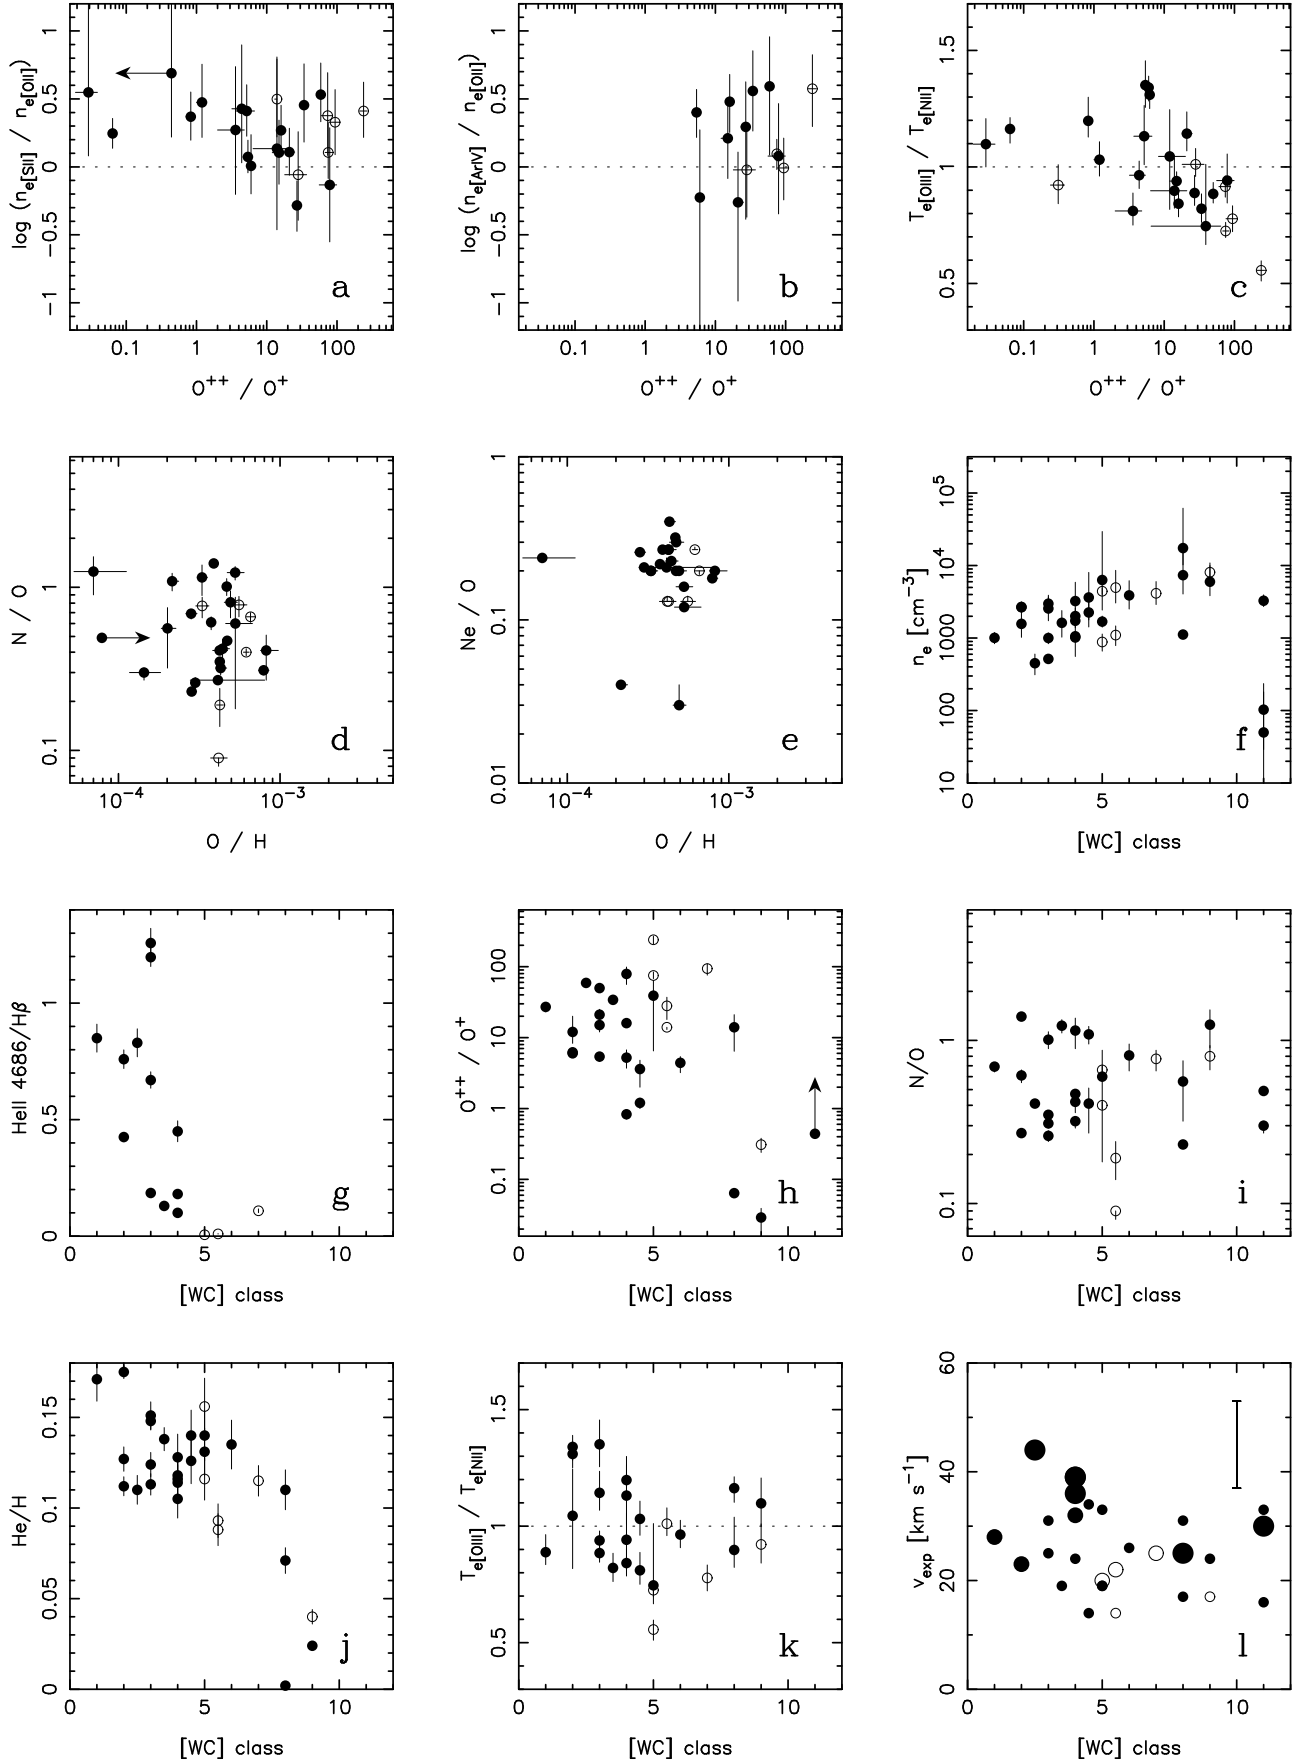 log (n_e[SII] / n_e[OII])
1
0.5
0
−0.5
−1
a
0.1 1 10 100
O^++ / O^+
log (n_e[ArIV] / n_e[OII])
1
0.5
0
−0.5
−1
b
0.1 1 10 100
O^++ / O^+
T_e[OIII] / T_e[NII]
1.5
1
0.5
c
0.1 1 10 100
O^++ / O^+
N / O
1
0.1
d
10^−4 10^−3
O / H
Ne / O
1
0.1
0.01
e
10^−4 10^−3
O / H
n_e [cm^−3]
10^5
10^4
1000
100
10
f
0 5 10
[WC] class
HeII 4686/Hβ
1
0.5
0
g
0 5 10
[WC] class
O^++ / O^+
100
10
1
0.1
h
0 5 10
[WC] class
N/O
1
0.1
i
0 5 10
[WC] class
He/H
0.15
0.1
0.05
0
j
0 5 10
[WC] class
T_e[OIII] / T_e[NII]
1.5
1
0.5
k
0 5 10
[WC] class
v_exp [km s^−1]
60
40
20
0
l
0 5 10
[WC] class